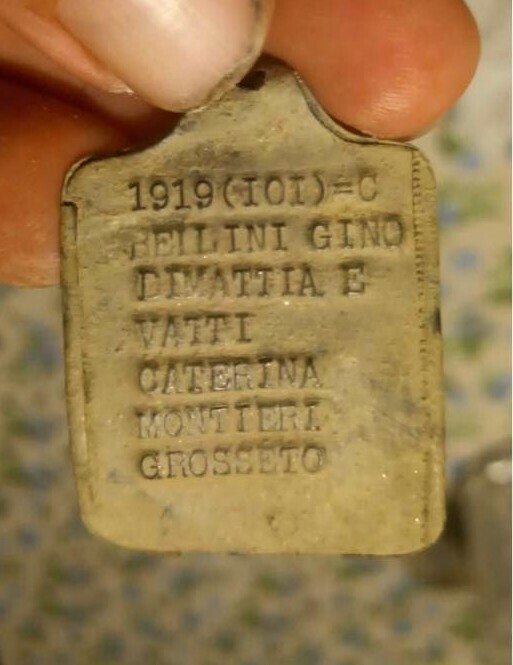 1919(IOI)=C
BELLINI GINO
DIMATTIA E
VATTI
CATERINA
MONTIERI
GROSSETO